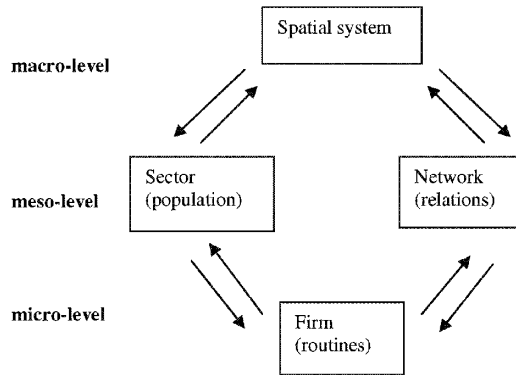 Spatial system
macro-level
Sector
(population)
Network
(relations)
meso-level
micro-level
Firm
(routines)